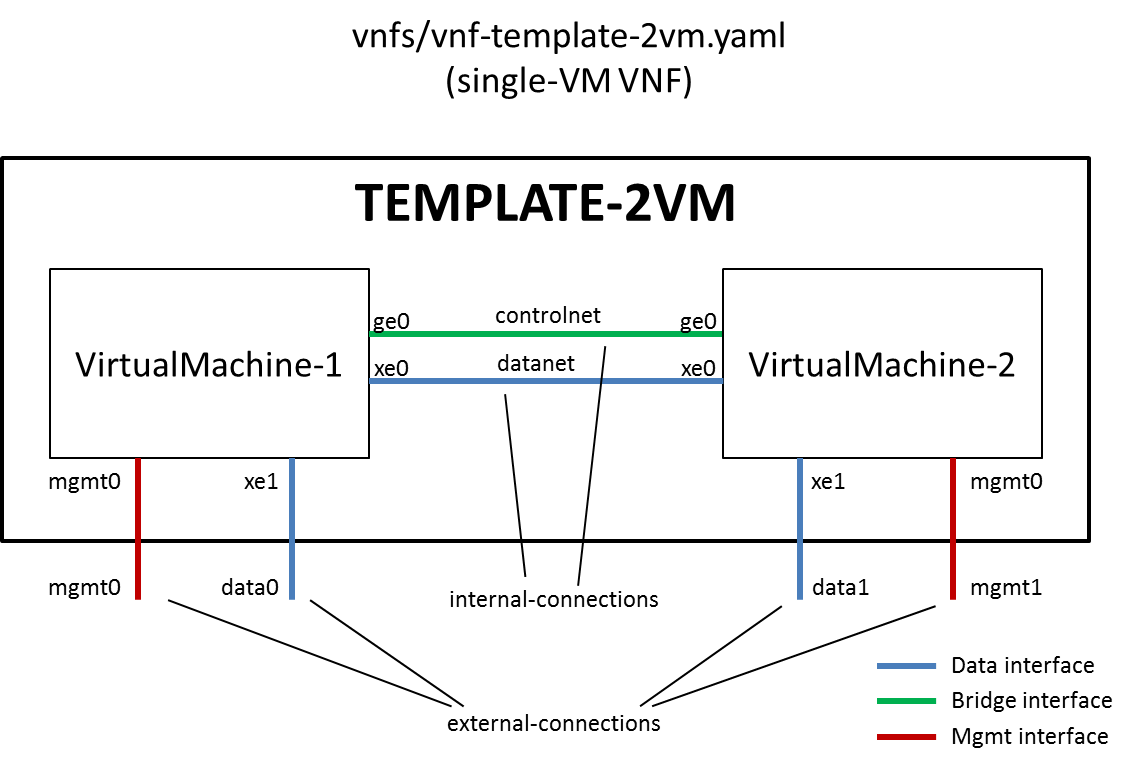 vnfs/vnf-template-2vm.yaml
(single-VM VNF)
TEMPLATE-2VM
ge0
controlnet
ge0
VirtualMachine-1
xe0
datanet
xe0
VirtualMachine-2
mgmt0
xe1
xe1
mgmt0
mgmt0
data0
internal-connections
data1
mgmt1
external-connections
Data interface
Bridge interface
Mgmt interface